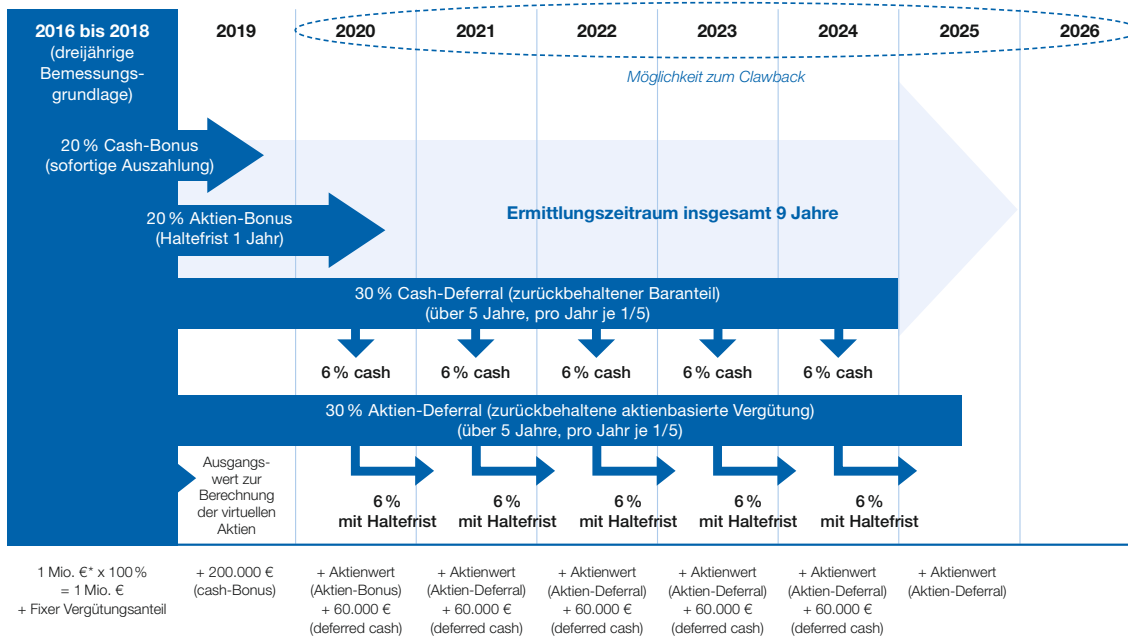 2016 bis 2018
(dreijährige
Bemessungs-
grundlage)
2019
2020
2021
2022
2023
2024
2025
2026
Möglichkeit zum Clawback
20 % Cash-Bonus
(sofortige Auszahlung)
20 % Aktien-Bonus
(Haltefrist 1 Jahr)
Ermittlungszeitraum insgesamt 9 Jahre
30 % Cash-Deferral (zurückbehaltener Baranteil)
(über 5 Jahre, pro Jahr je 1/5)
6 % cash
6 % cash
6 % cash
6 % cash
6 % cash
30 % Aktien-Deferral (zurückbehaltene aktienbasierte Vergütung)
(über 5 Jahre, pro Jahr je 1/5)
Ausgangs-
wert zur
Berechnung
der virtuellen
Aktien
6 %
mit Haltefrist
6 %
mit Haltefrist
6 %
mit Haltefrist
6 %
mit Haltefrist
6 %
mit Haltefrist
1 Mio. €* x 100 %
= 1 Mio. €
+ Fixer Vergütungsanteil
+ 200.000 €
(cash-Bonus)
+ Aktienwert
(Aktien-Bonus)
+ 60.000 €
(deferred cash)
+ Aktienwert
(Aktien-Deferral)
+ 60.000 €
(deferred cash)
+ Aktienwert
(Aktien-Deferral)
+ 60.000 €
(deferred cash)
+ Aktienwert
(Aktien-Deferral)
+ 60.000 €
(deferred cash)
+ Aktienwert
(Aktien-Deferral)
+ 60.000 €
(deferred cash)
+ Aktienwert
(Aktien-Deferral)